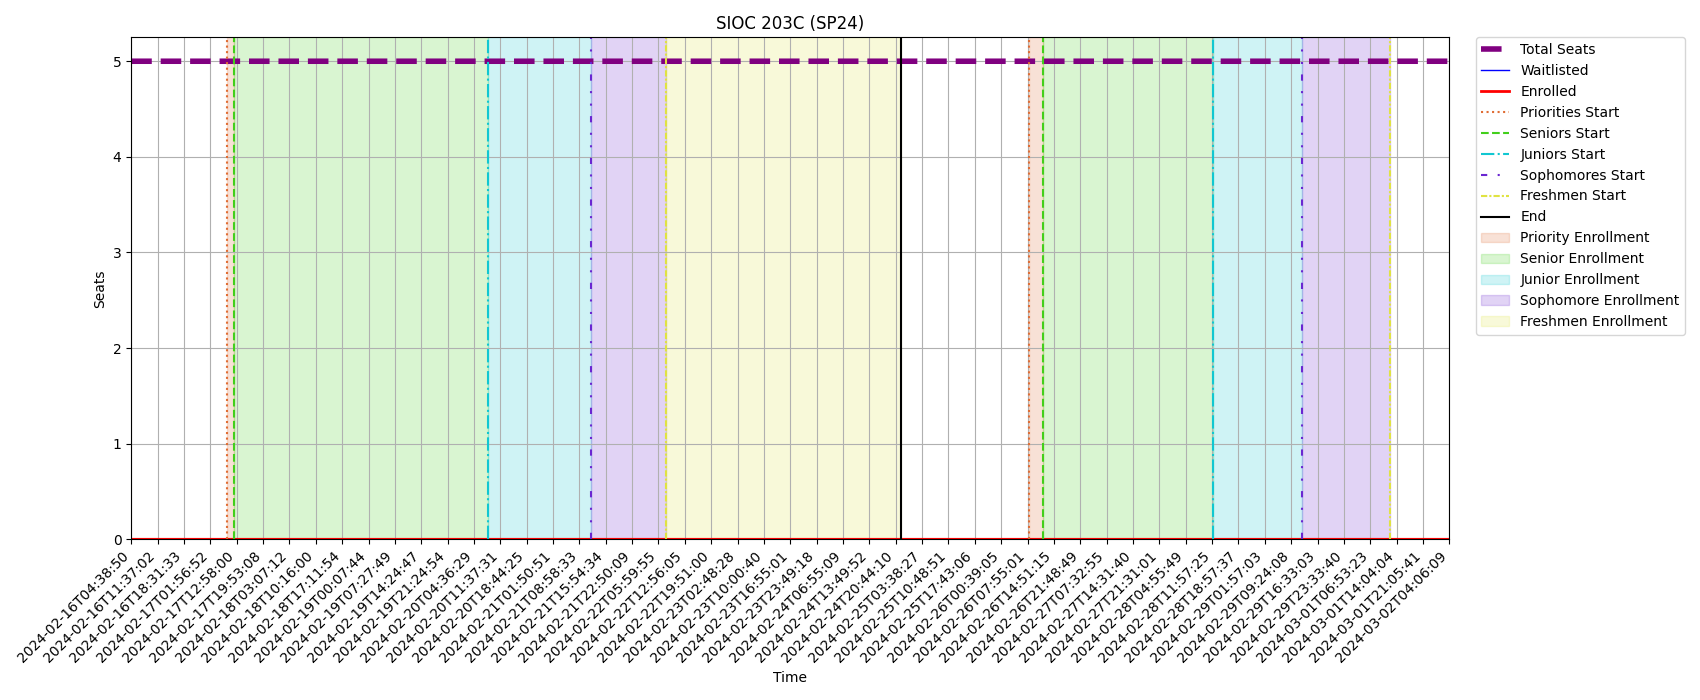 SIOC 203C (SP24)
Seats
5
4
3
2
1
0
2024-02-16T04:38:50
2024-02-16T11:37:02
2024-02-16T18:31:33
2024-02-17T01:56:52
2024-02-17T12:58:00
2024-02-17T19:53:08
2024-02-18T03:07:12
2024-02-18T10:16:00
2024-02-18T17:11:54
2024-02-19T00:07:44
2024-02-19T07:27:49
2024-02-19T14:24:47
2024-02-19T21:24:54
2024-02-20T04:36:29
2024-02-20T11:37:31
2024-02-20T18:44:25
2024-02-21T01:50:51
2024-02-21T08:58:33
2024-02-21T15:54:34
2024-02-21T22:50:09
2024-02-22T05:59:55
2024-02-22T12:56:05
2024-02-22T19:51:00
2024-02-23T02:48:28
2024-02-23T10:00:40
2024-02-23T16:55:01
2024-02-23T23:49:18
2024-02-24T06:55:09
2024-02-24T13:49:52
2024-02-24T20:44:10
2024-02-25T03:38:27
2024-02-25T10:48:51
2024-02-25T17:43:06
2024-02-26T00:39:05
2024-02-26T07:55:01
2024-02-26T14:51:15
2024-02-26T21:48:49
2024-02-27T07:32:55
2024-02-27T14:31:40
2024-02-27T21:31:01
2024-02-28T04:55:49
2024-02-28T11:57:25
2024-02-28T18:57:37
2024-02-29T01:57:03
2024-02-29T09:24:08
2024-02-29T16:33:03
2024-02-29T23:33:40
2024-03-01T06:53:23
2024-03-01T14:04:04
2024-03-01T21:05:41
2024-03-02T04:06:09
Time
Total Seats
Waitlisted
Enrolled
Priorities Start
Seniors Start
Juniors Start
Sophomores Start
Freshmen Start
End
Priority Enrollment
Senior Enrollment
Junior Enrollment
Sophomore Enrollment
Freshmen Enrollment